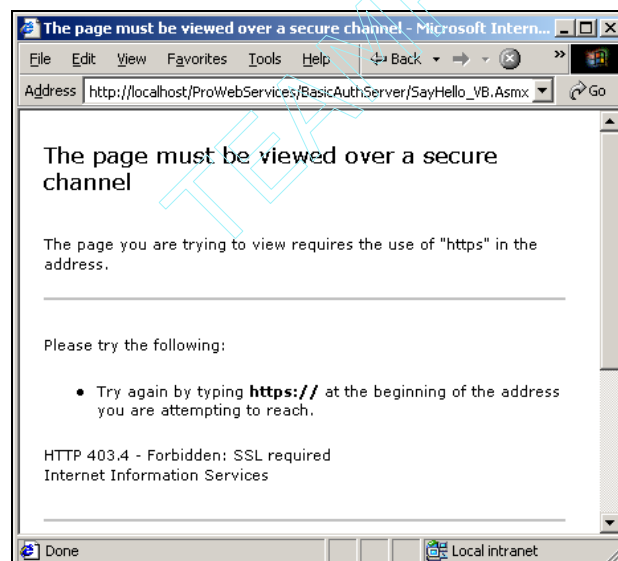 The page must be viewed over a secure channel - Microsoft Intern...
File Edit View Favorites Tools Help Back »
Address http://localhost/ProWebServices/BasicAuthServer/SayHello_VB.Asmx Go
The page must be viewed over a secure
channel
The page you are trying to view requires the use of "https" in the
address.
Please try the following:
• Try again by typing https:// at the beginning of the address
you are attempting to reach.
HTTP 403.4 - Forbidden: SSL required
Internet Information Services
Done Local intranet